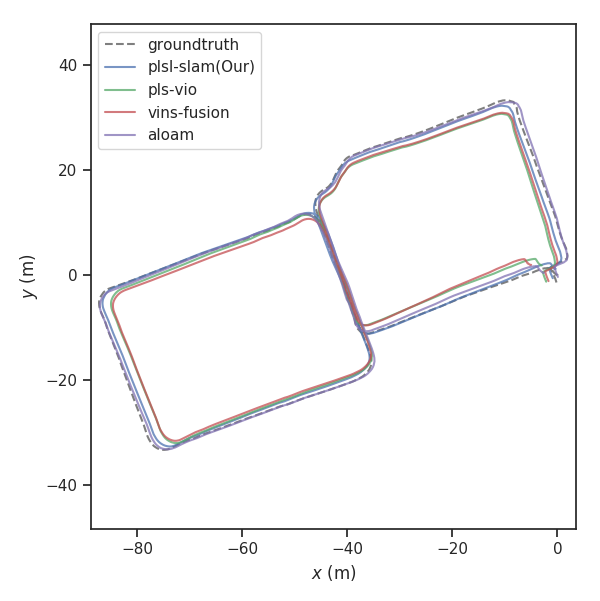 groundtruth
plsl-slam(Our)
pls-vio
vins-fusion
aloam
40
20
0
−20
−40
y (m)
−80 −60 −40 −20 0
x (m)